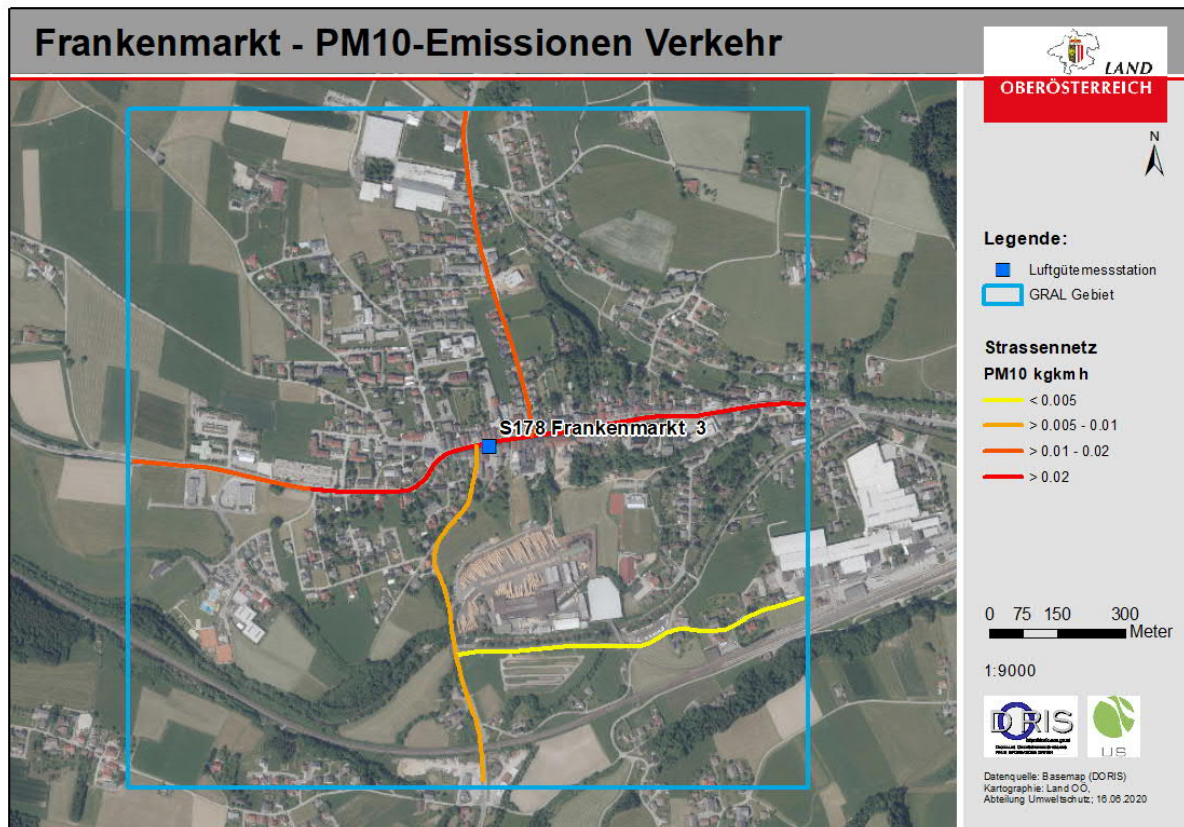 Frankenmarkt - PM10-Emissionen Verkehr
LAND
OBERÖSTERREICH
N
Legende:
Luftgütemessstation
GRAL Gebiet
Strassennetz
PM10 kgkm h
< 0.005
> 0.005 - 0.01
> 0.01 - 0.02
> 0.02
S178 Frankenmarkt 3
0 75 150 300
Meter
1:9000
DORIS
US
Datenquelle: Basemap (DORIS)
Kartographie: Land OÖ,
Abteilung Umweltschutz; 16.06.2020